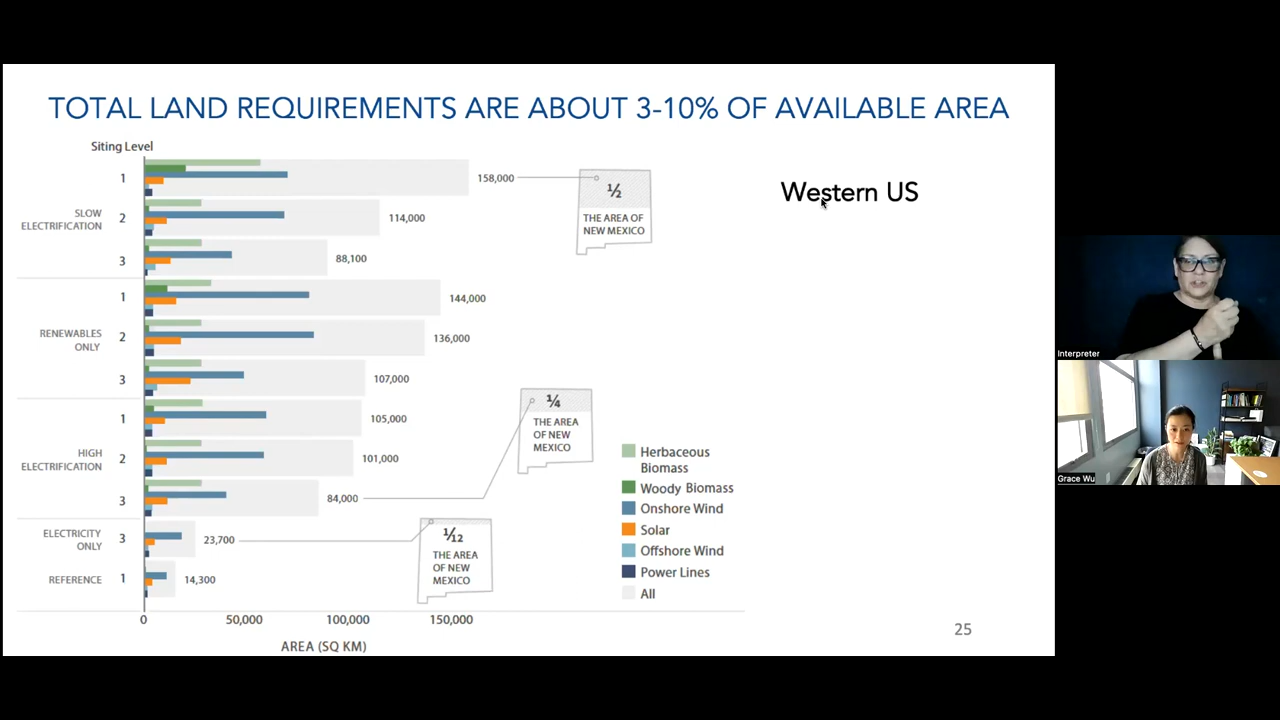 TOTAL LAND REQUIREMENTS ARE ABOUT 3-10% OF AVAILABLE AREA
Siting Level
Western US
SLOW
ELECTRIFICATION
1
158,000
2
114,000
3
88,100
½
THE AREA OF
NEW MEXICO
RENEWABLES
ONLY
1
144,000
2
136,000
3
107,000
HIGH
ELECTRIFICATION
1
105,000
2
101,000
3
84,000
¼
THE AREA
OF NEW
MEXICO
ELECTRICITY
ONLY
3
23,700
REFERENCE
1
14,300
1/12
THE AREA
OF NEW
MEXICO
Herbaceous
Biomass
Woody Biomass
Onshore Wind
Solar
Offshore Wind
Power Lines
All
0
50,000
100,000
150,000
AREA (SQ KM)
25
Interpreter
Grace Wu